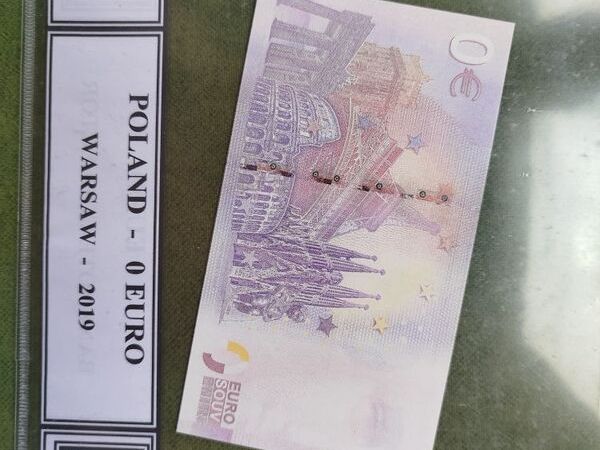 POLAND - 0 EURO
WARSAW - 2019
0€
EURO
SOUV